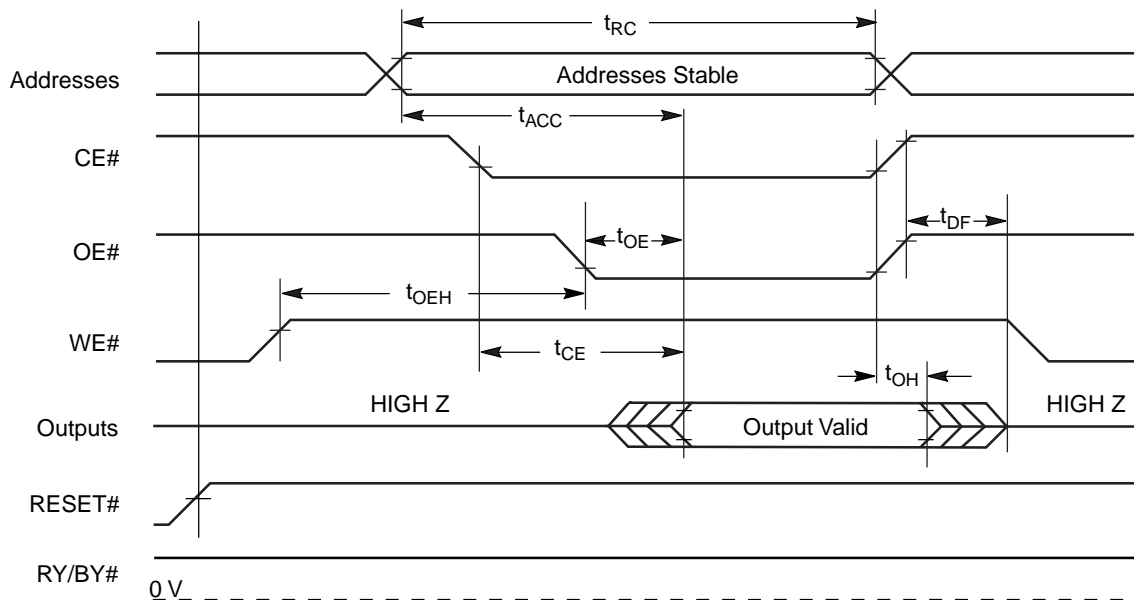 tRC
Addresses
Addresses Stable
tACC
CE#
tDF
OE#
tOE
tOEH
WE#
tCE
tOH
HIGH Z
HIGH Z
Outputs
Output Valid
RESET#
RY/BY#
0 V